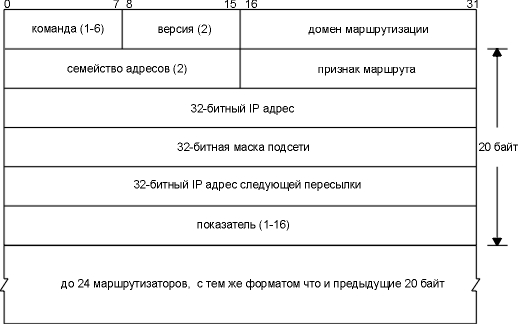 0 7 8 15 16 31
команда (1-6) версия (2) домен маршрутизации
семейство адресов (2) признак маршрута
32-битный IP адрес
32-битная маска подсети
20 байт
32-битный IP адрес следующей пересылки
показатель (1-16)
до 24 маршрутизаторов, с тем же форматом что и предыдущие 20 байт